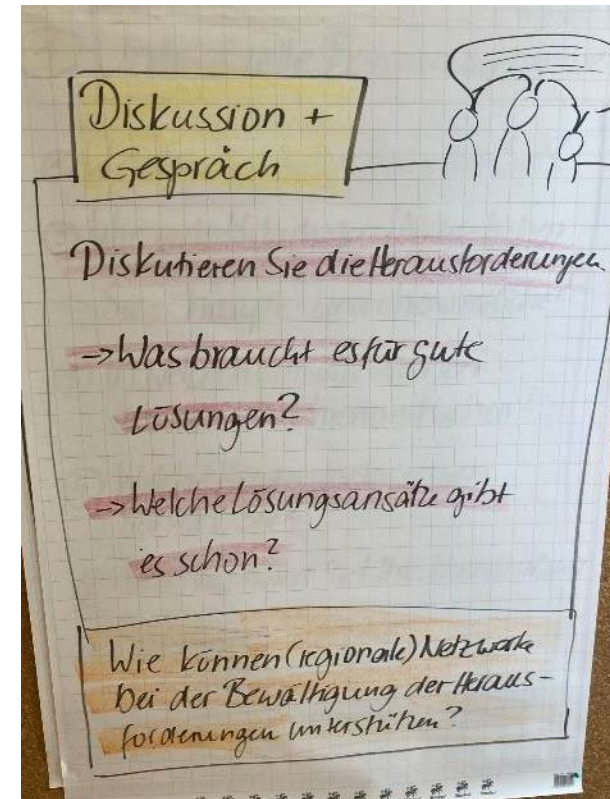 Diskussion +
Gespräch
Diskutieren Sie die Herausforderungen.
-> Was braucht es für gute
Lösungen?
-> Welche Lösungsansätze gibt
es schon?
Wie können (regionale) Netzwerke
bei der Bewältigung der Heraus-
forderungen unterstützen?